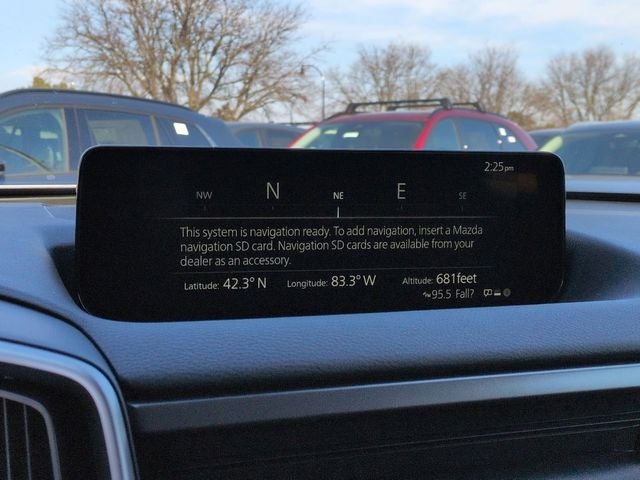 2:25pm
NW N NE E SE
This system is navigation ready. To add navigation, insert a Mazda
navigation SD card. Navigation SD cards are available from your
dealer as an accessory.
Latitude: 42.3° N Longitude: 83.3° W Altitude: 681feet
95.5 Fall?